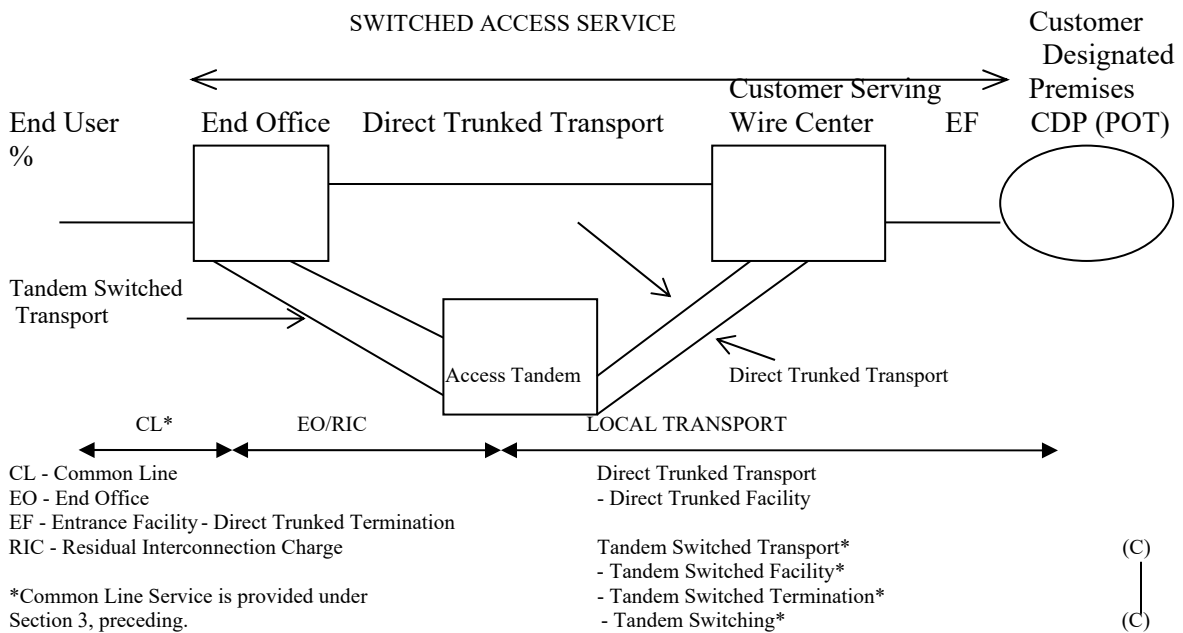 SWITCHED ACCESS SERVICE
Customer
Designated
Premises
CDP (POT)
End User
%
End Office
Direct Trunked Transport
Customer Serving
Wire Center
EF
Tandem Switched
Transport
Access Tandem
Direct Trunked Transport
CL*
EO/RIC
LOCAL TRANSPORT
CL - Common Line
EO - End Office
EF - Entrance Facility - Direct Trunked Termination
RIC - Residual Interconnection Charge
*Common Line Service is provided under
Section 3, preceding.
Direct Trunked Transport
- Direct Trunked Facility
Tandem Switched Transport*
- Tandem Switched Facility*
- Tandem Switched Termination*
- Tandem Switching*
(C)
(C)